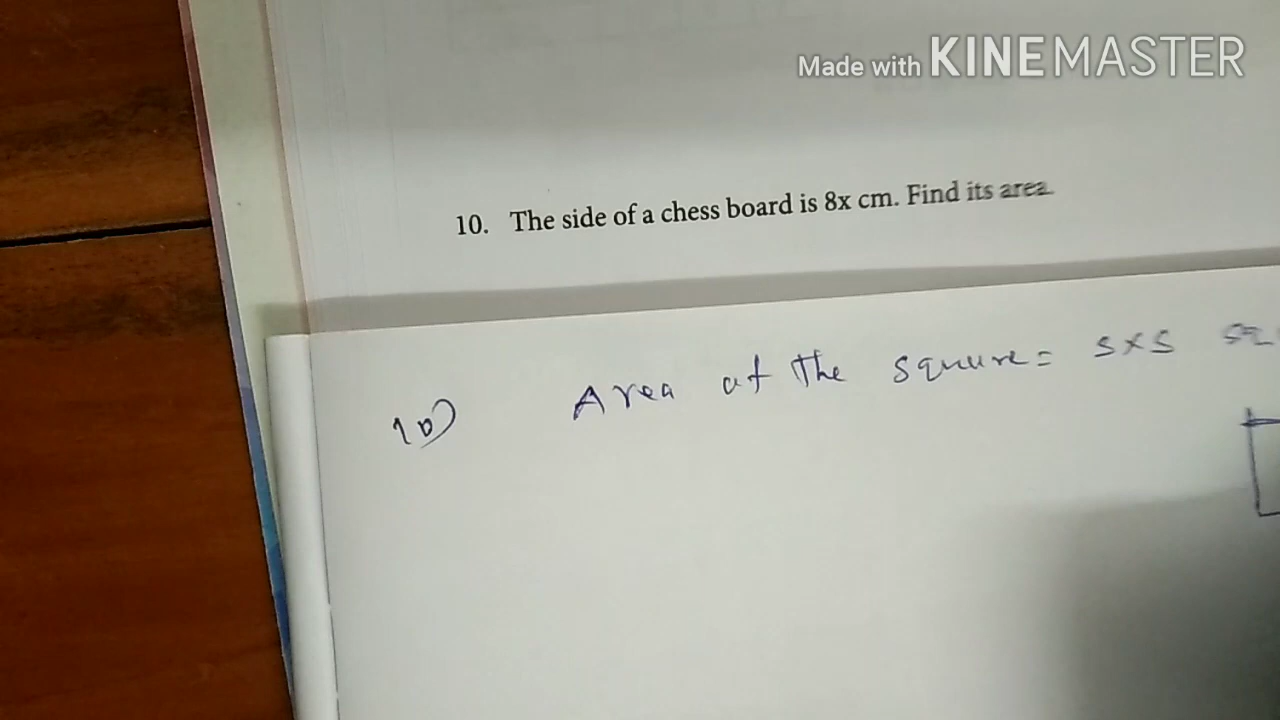 Made with KINEMASTER
10. The side of a chess board is 8x cm. Find its area.
10) Area of the square = s×s